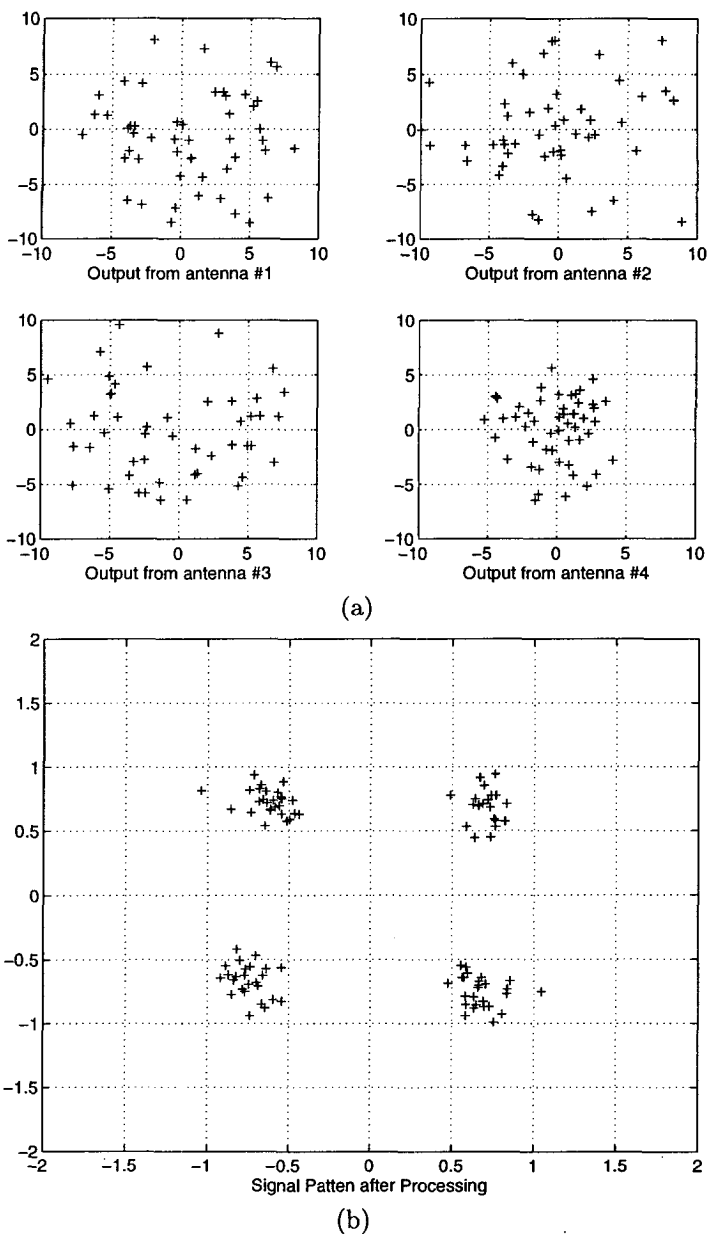 10
5
0
−5
−10
−10 −5 0 5 10
Output from antenna #1
10
5
0
−5
−10
−10 −5 0 5 10
Output from antenna #2
10
5
0
−5
−10
−10 −5 0 5 10
Output from antenna #3
10
5
0
−5
−10
−10 −5 0 5 10
Output from antenna #4
(a)
2
1.5
1
0.5
0
−0.5
−1
−1.5
−2
−2 −1.5 −1 −0.5 0 0.5 1 1.5 2
Signal Patten after Processing
(b)